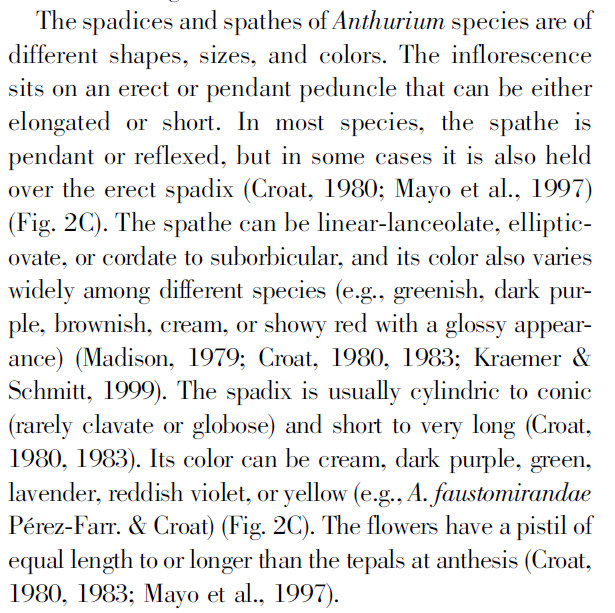 The spadices and spathes of Anthurium species are of
different shapes, sizes, and colors. The inflorescence
sits on an erect or pendant peduncle that can be either
elongated or short. In most species, the spathe is
pendant or reflexed, but in some cases it is also held
over the erect spadix (Croat, 1980; Mayo et al., 1997)
(Fig. 2C). The spathe can be linear-lanceolate, elliptic-
ovate, or cordate to suborbicular, and its color also varies
widely among different species (e.g., greenish, dark pur-
ple, brownish, cream, or showy red with a glossy appear-
ance) (Madison, 1979; Croat, 1980, 1983; Kraemer &
Schmitt, 1999). The spadix is usually cylindric to conic
(rarely clavate or globose) and short to very long (Croat,
1980, 1983). Its color can be cream, dark purple, green,
lavender, reddish violet, or yellow (e.g., A. faustomirandae
Pérez-Farr. & Croat) (Fig. 2C). The flowers have a pistil of
equal length to or longer than the tepals at anthesis (Croat,
1980, 1983; Mayo et al., 1997).